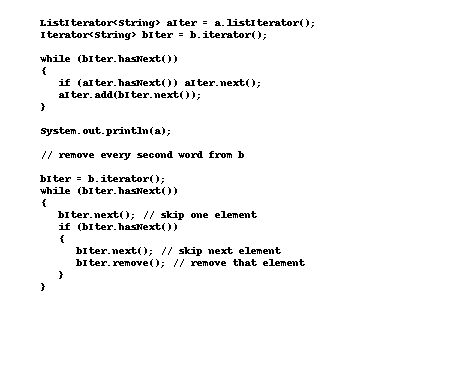 ListIterator<String> aIter = a.listIterator();
Iterator<String> bIter = b.iterator();

while (bIter.hasNext())
{
   if (aIter.hasNext()) aIter.next();
   aIter.add(bIter.next());
}

System.out.println(a);

// remove every second word from b

bIter = b.iterator();
while (bIter.hasNext())
{
   bIter.next(); // skip one element
   if (bIter.hasNext())
   {
      bIter.next(); // skip next element
      bIter.remove(); // remove that element
   }
}